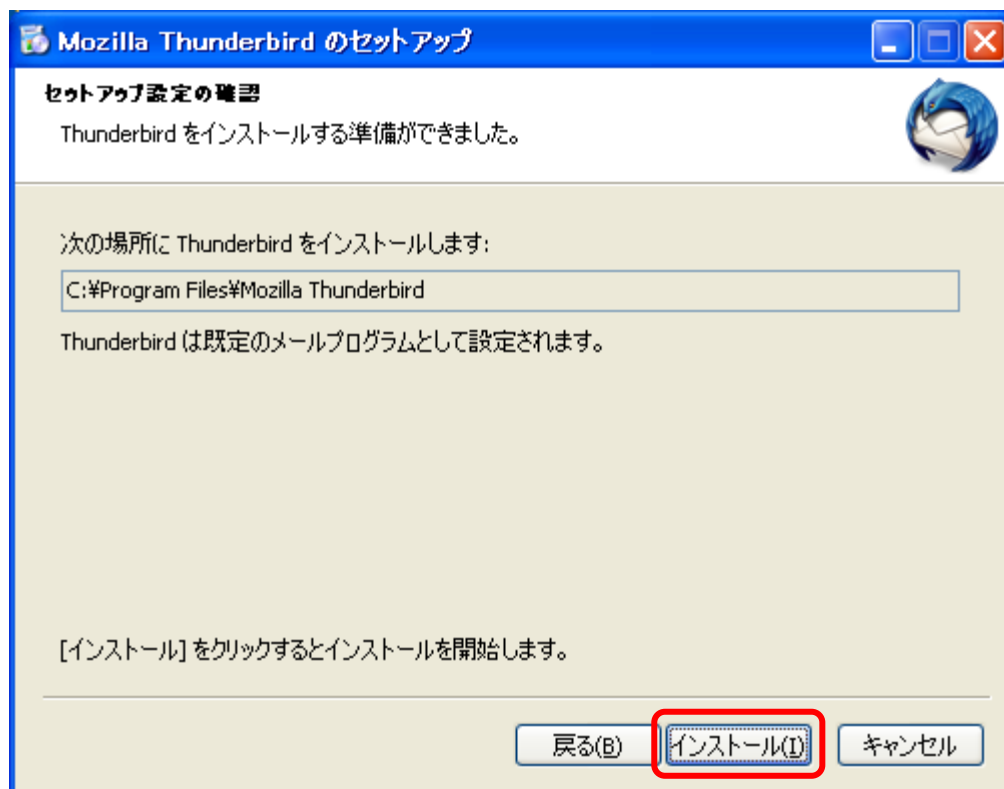 Mozilla Thunderbird のセットアップ
セットアップ設定の確認
Thunderbird をインストールする準備ができました。
次の場所に Thunderbird をインストールします:
C:¥Program Files¥Mozilla Thunderbird
Thunderbird は既定のメールプログラムとして設定されます。
[インストール] をクリックするとインストールを開始します。
戻る(B) インストール(I) キャンセル